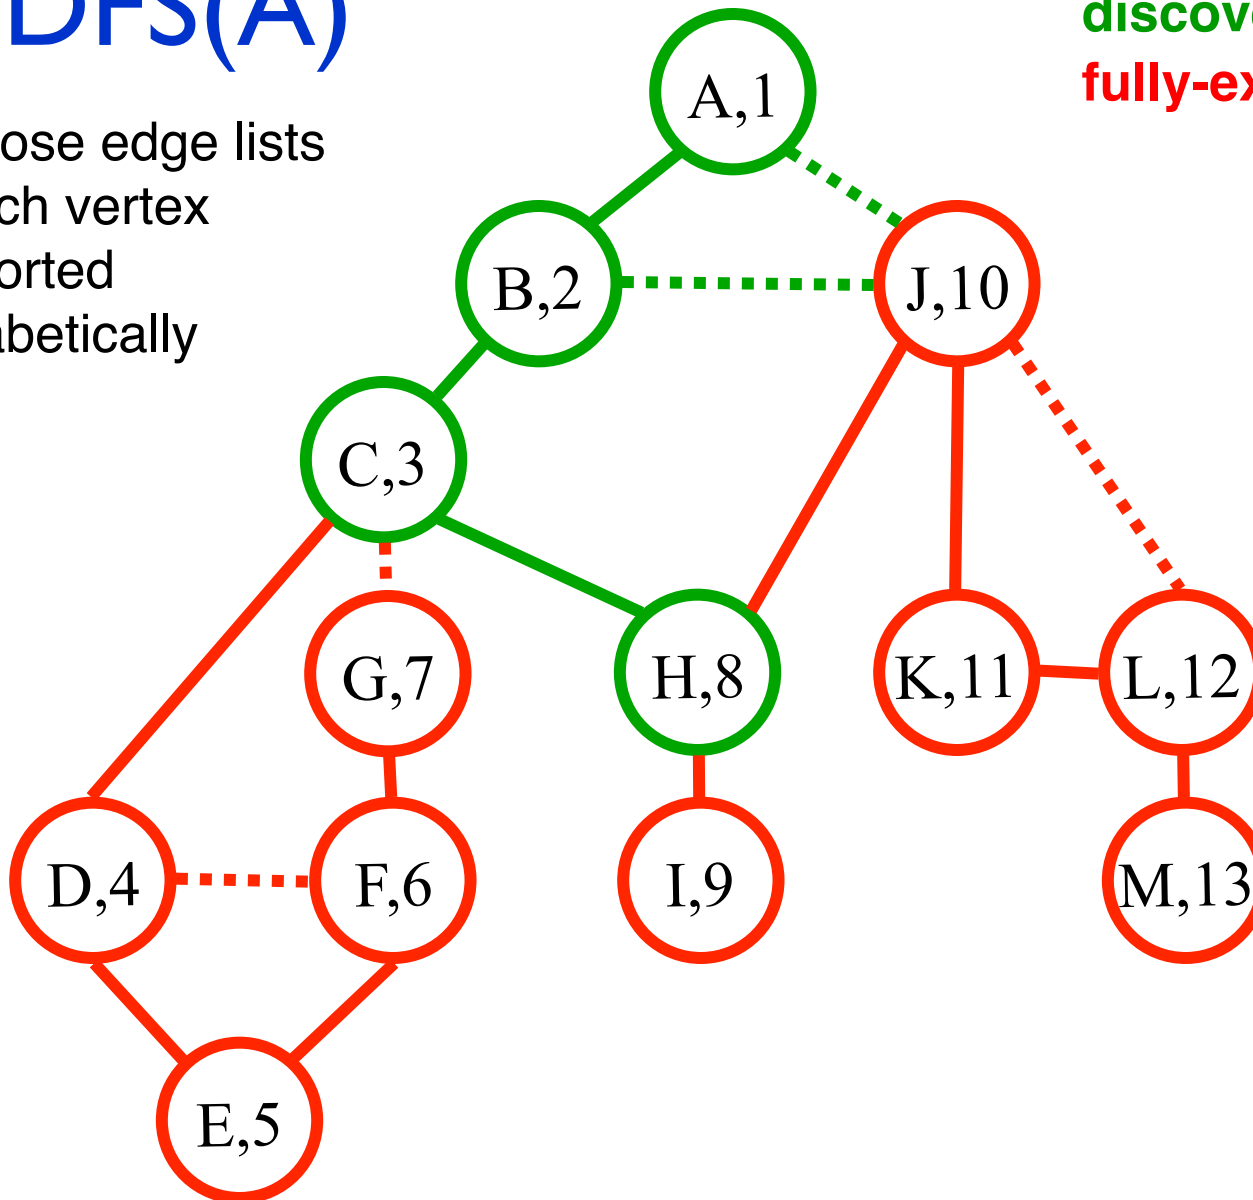 DFS(A)
discov
fully-ex
ose edge lists
ch vertex
orted
abetically
A,1
B,2
J,10
C,3
G,7
H,8
K,11
L,12
D,4
F,6
I,9
M,13
E,5